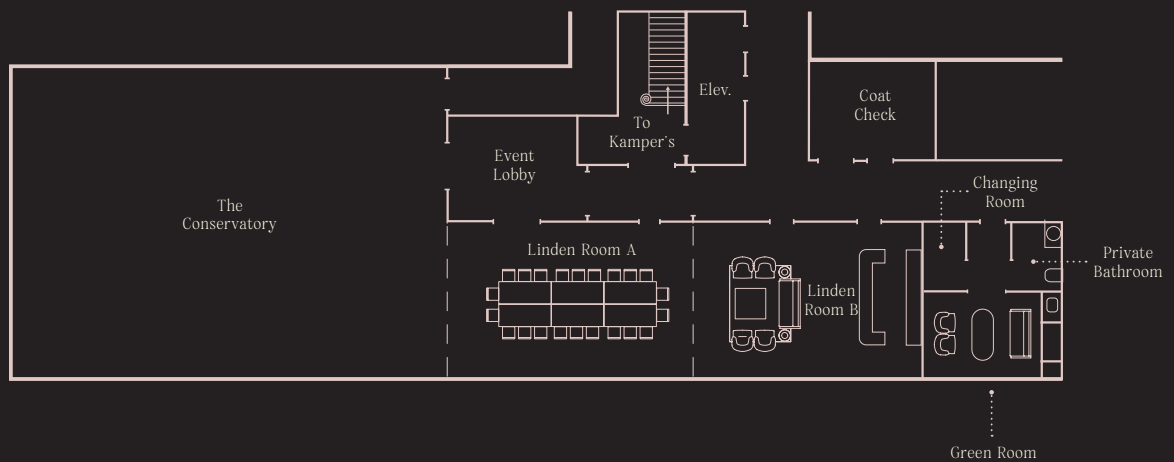 Elev.
Coat
Check
To
Kamper's
Event
Lobby
Changing
Room
The
Conservatory
Linden Room A
Private
Bathroom
Linden
Room B
Green Room